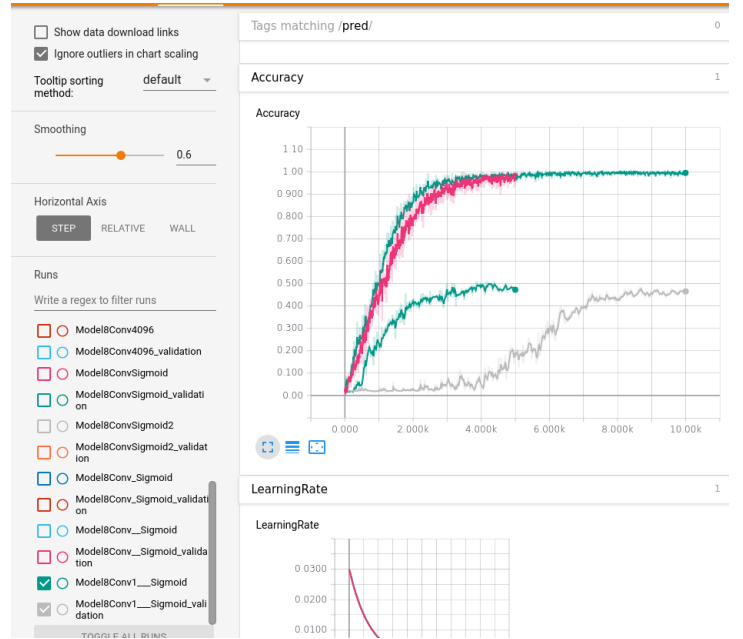 Show data download links
Ignore outliers in chart scaling
Tooltip sorting
method:
default
Smoothing
0.6
Horizontal Axis
STEP
RELATIVE
WALL
Runs
Write a regex to filter runs
Model8Conv4096
Model8Conv4096_validation
Model8ConvSigmoid
Model8ConvSigmoid_validati
on
Model8ConvSigmoid2
Model8ConvSigmoid2_validat
ion
Model8Conv_Sigmoid
Model8Conv_Sigmoid_validati
on
Model8Conv__Sigmoid
Model8Conv__Sigmoid_valida
tion
Model8Conv1___Sigmoid
Model8Conv1___Sigmoid_vali
dation
TOGGLE ALL RUNS
Tags matching /pred/
0
Accuracy
1
Accuracy
1.10
1.00
0.900
0.800
0.700
0.600
0.500
0.400
0.300
0.200
0.100
0.00
0.000
2.000k
4.000k
6.000k
8.000k
10.00k
LearningRate
1
LearningRate
0.0300
0.0200
0.0100